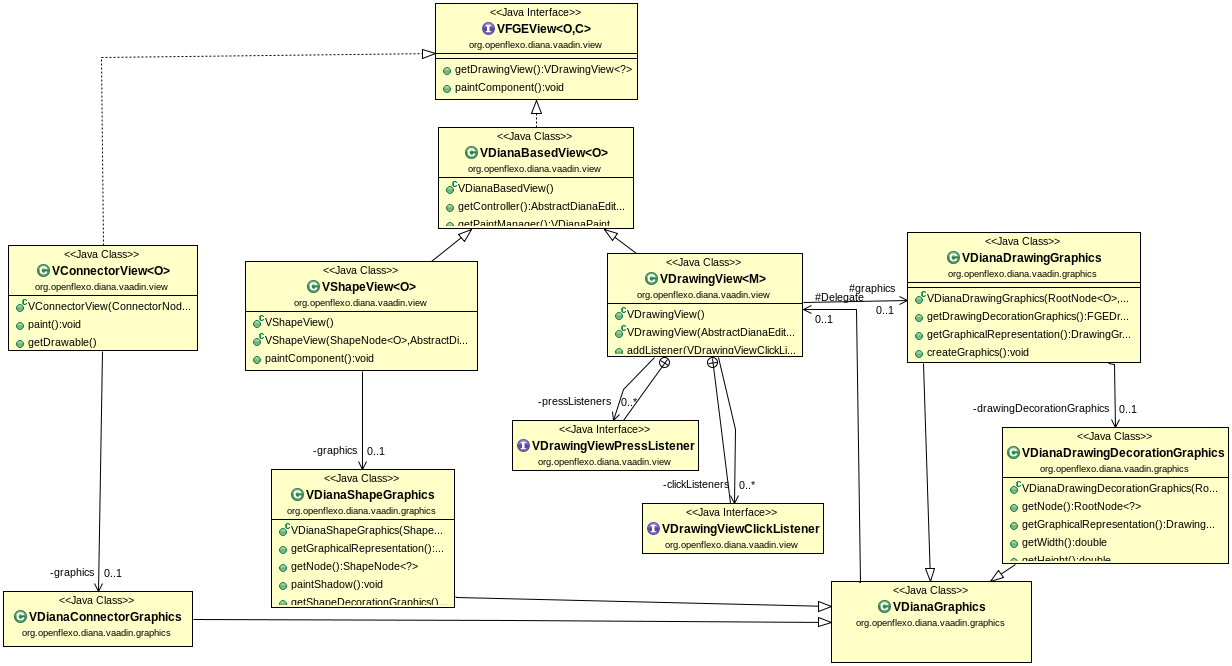 <<Java Interface>>
VFGEView<O,C>
org.openflexo.diana.vaadin.view
getDrawingView():VDrawingView<?>
paintComponent():void
<<Java Class>>
VDianaBasedView<O>
org.openflexo.diana.vaadin.view
VDianaBasedView()
getController():AbstractDianaEdit...
getPaintManager():VDianaPaint
<<Java Class>>
VConnectorView<O>
org.openflexo.diana.vaadin.view
VConnectorView(ConnectorNod...
paint():void
getDrawable()
<<Java Class>>
VShapeView<O>
org.openflexo.diana.vaadin.view
VShapeView()
VShapeView(ShapeNode<O>,AbstractDi...
paintComponent():void
<<Java Class>>
VDrawingView<M>
org.openflexo.diana.vaadin.view
VDrawingView()
VDrawingView(AbstractDianaEdit...
addListener(VDrawingViewClickLi...
#graphics
0..1
#Delegate
0..1
<<Java Class>>
VDianaDrawingGraphics
org.openflexo.diana.vaadin.graphics
VDianaDrawingGraphics(RootNode<O>,...
getDrawingDecorationGraphics():FGEDr...
getGraphicalRepresentation():DrawingGr...
createGraphics():void
-pressListeners
0..*
<<Java Interface>>
VDrawingViewPressListener
org.openflexo.diana.vaadin.view
-clickListeners
0..*
<<Java Interface>>
VDrawingViewClickListener
org.openflexo.diana.vaadin.view
-drawingDecorationGraphics
0..1
<<Java Class>>
VDianaDrawingDecorationGraphics
org.openflexo.diana.vaadin.graphics
VDianaDrawingDecorationGraphics(Ro...
getNode():RootNode<?>
getGraphicalRepresentation():Drawing...
getWidth():double
getHeight():double
-graphics
0..1
<<Java Class>>
VDianaShapeGraphics
org.openflexo.diana.vaadin.graphics
VDianaShapeGraphics(Shape...
getGraphicalRepresentation():...
getNode():ShapeNode<?>
paintShadow():void
getShapeDecorationGraphics()...
-graphics
0..1
<<Java Class>>
VDianaConnectorGraphics
org.openflexo.diana.vaadin.graphics
<<Java Class>>
VDianaGraphics
org.openflexo.diana.vaadin.graphics